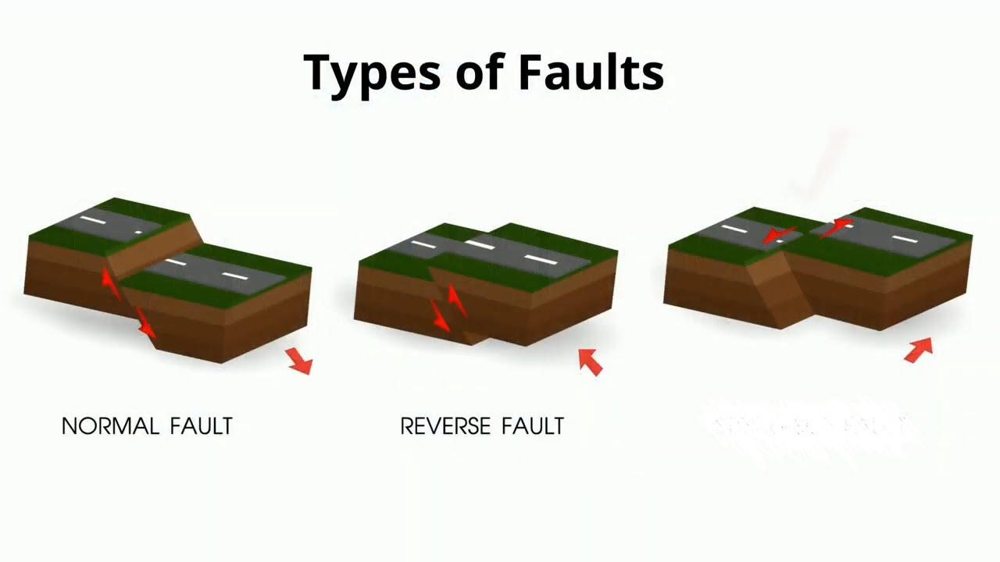 Types of Faults
NORMAL FAULT
REVERSE FAULT